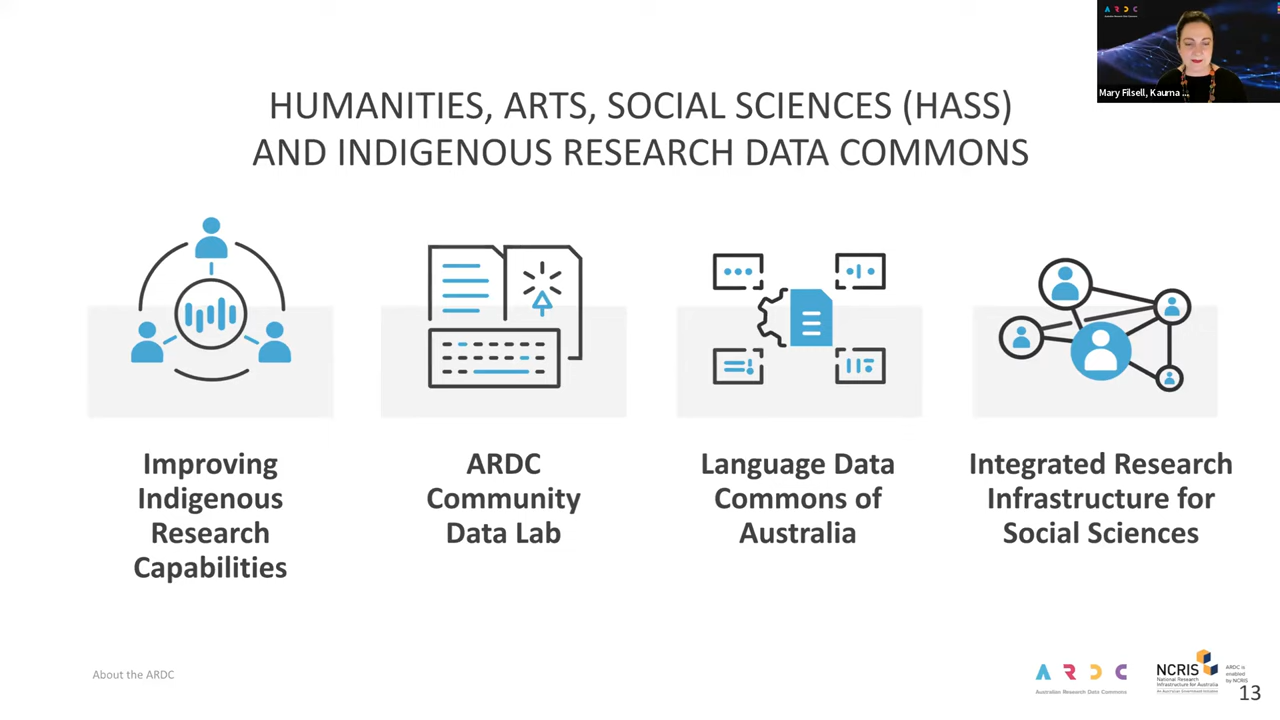 A R D C
Mary Filsell, Kaurna ...
HUMANITIES, ARTS, SOCIAL SCIENCES (HASS)
AND INDIGENOUS RESEARCH DATA COMMONS
Improving
Indigenous
Research
Capabilities
ARDC
Community
Data Lab
Language Data
Commons of
Australia
Integrated Research
Infrastructure for
Social Sciences
About the ARDC
A R D C
Australian Research Data Commons
NCRIS
National Research
Infrastructure for Australia
An Australian Government Initiative
ARDC is
enabled
by NCRIS
13